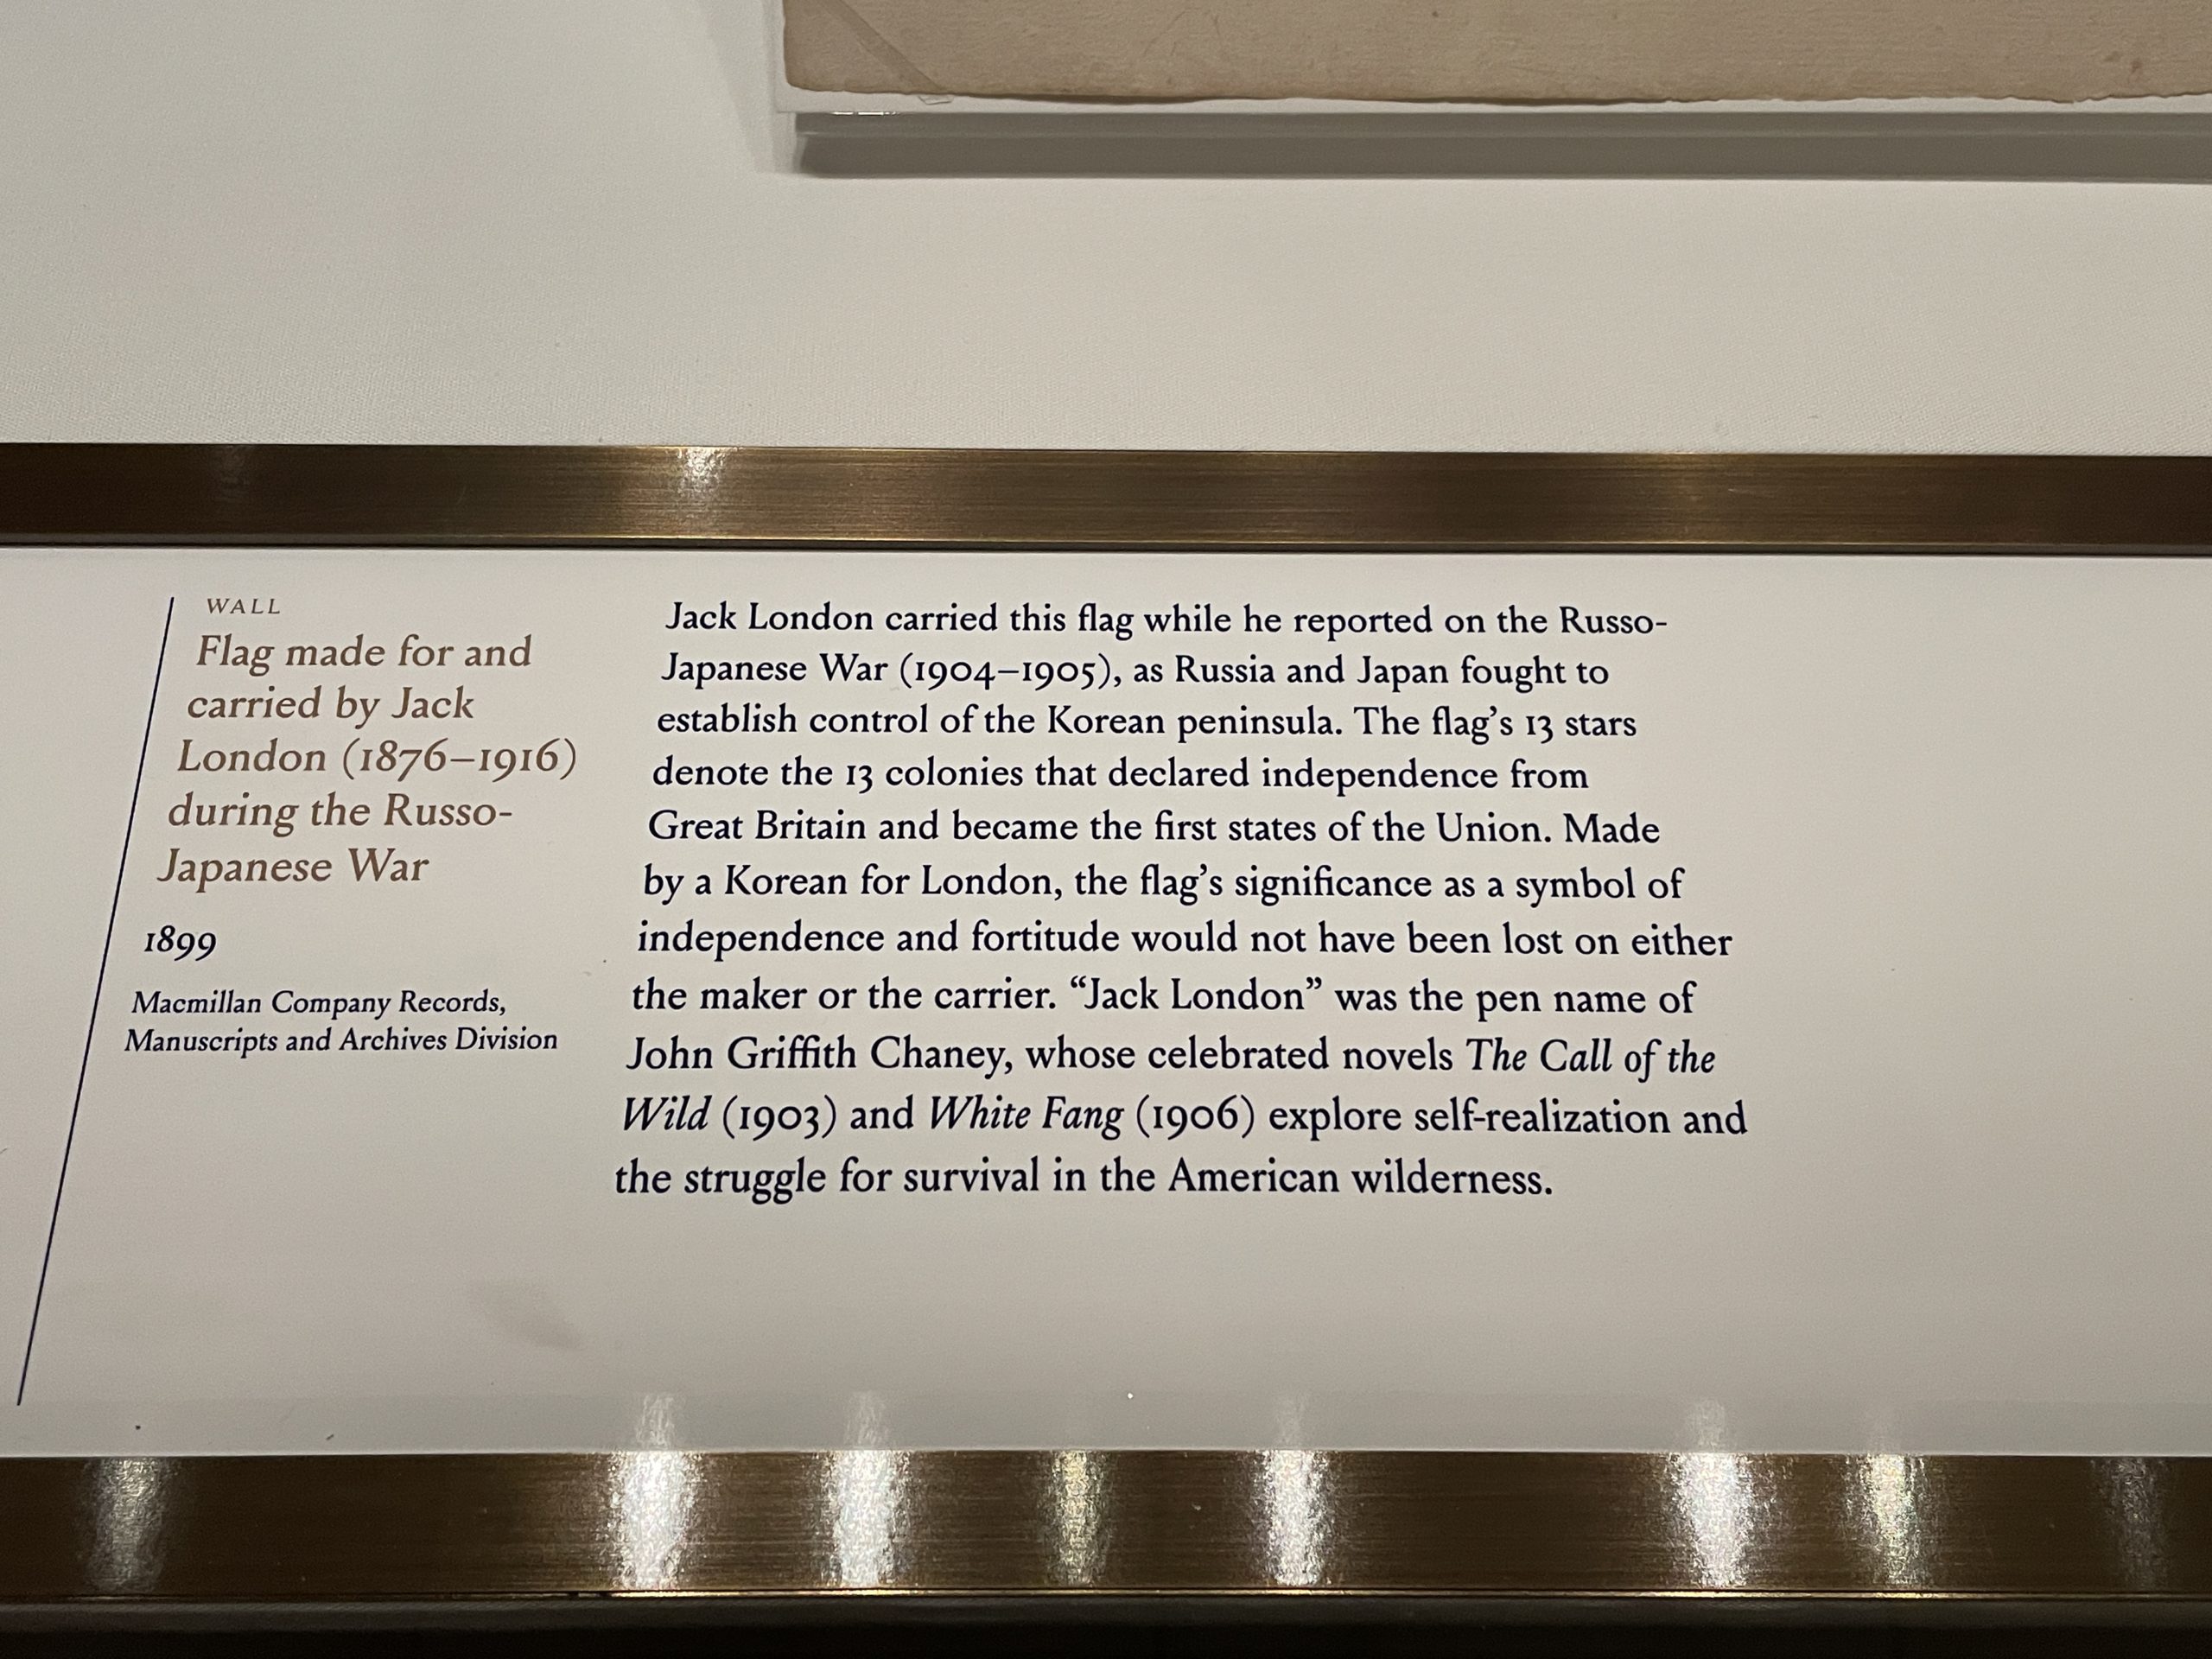 WALL
Flag made for and
carried by Jack
London (1876–1916)
during the Russo-
Japanese War
1899
Macmillan Company Records,
Manuscripts and Archives Division
Jack London carried this flag while he reported on the Russo-
Japanese War (1904–1905), as Russia and Japan fought to
establish control of the Korean peninsula. The flag’s 13 stars
denote the 13 colonies that declared independence from
Great Britain and became the first states of the Union. Made
by a Korean for London, the flag’s significance as a symbol of
independence and fortitude would not have been lost on either
the maker or the carrier. “Jack London” was the pen name of
John Griffith Chaney, whose celebrated novels The Call of the
Wild (1903) and White Fang (1906) explore self-realization and
the struggle for survival in the American wilderness.